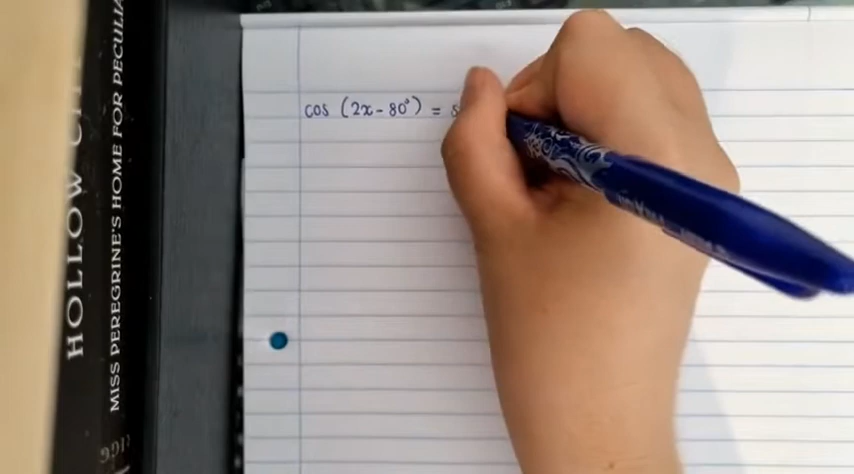 HOLLOW
MISS PEREGRINE'S HOME FOR PECULIA
cos (2x - 80°) = s